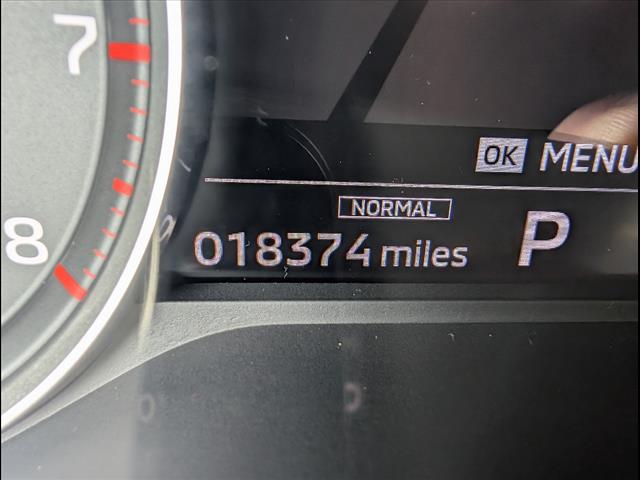 7
OK MENU
NORMAL
8
018374 miles P